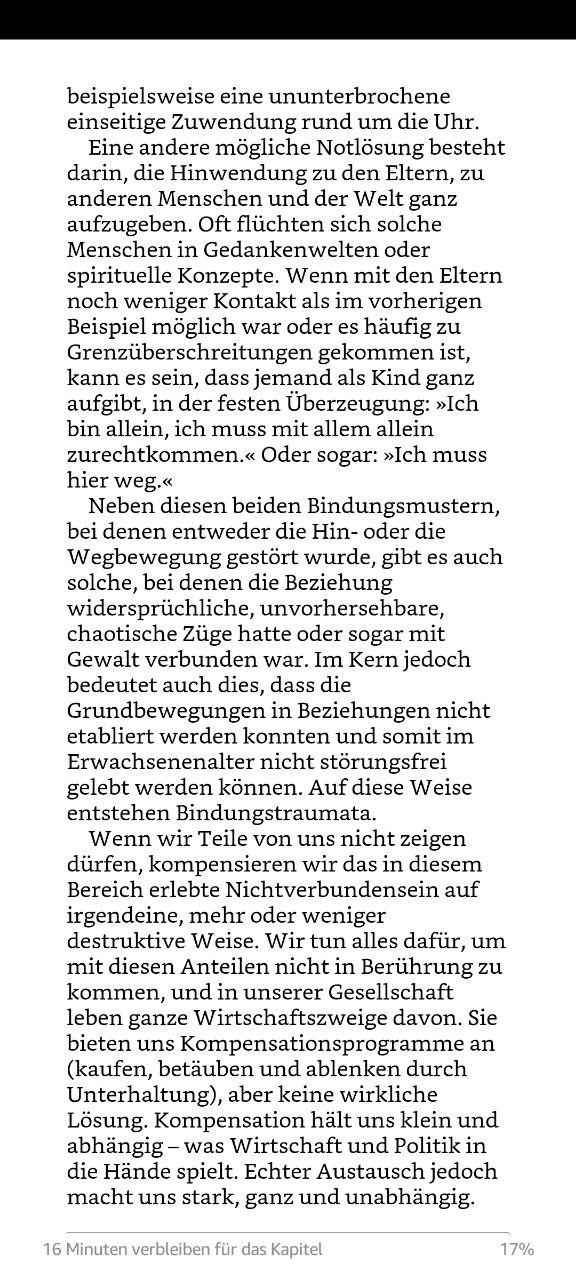 beispielsweise eine ununterbrochene
einseitige Zuwendung rund um die Uhr.
Eine andere mögliche Notlösung besteht
darin, die Hinwendung zu den Eltern, zu
anderen Menschen und der Welt ganz
aufzugeben. Oft flüchten sich solche
Menschen in Gedankenwelten oder
spirituelle Konzepte. Wenn mit den Eltern
noch weniger Kontakt als im vorherigen
Beispiel möglich war oder es häufig zu
Grenzüberschreitungen gekommen ist,
kann es sein, dass jemand als Kind ganz
aufgibt, in der festen Überzeugung: »Ich
bin allein, ich muss mit allem allein
zurechtkommen.« Oder sogar: »Ich muss
hier weg.«
Neben diesen beiden Bindungsmustern,
bei denen entweder die Hin- oder die
Wegbewegung gestört wurde, gibt es auch
solche, bei denen die Beziehung
widersprüchliche, unvorhersehbare,
chaotische Züge hatte oder sogar mit
Gewalt verbunden war. Im Kern jedoch
bedeutet auch dies, dass die
Grundbewegungen in Beziehungen nicht
etabliert werden konnten und somit im
Erwachsenenalter nicht störungsfrei
gelebt werden können. Auf diese Weise
entstehen Bindungstraumata.
Wenn wir Teile von uns nicht zeigen
dürfen, kompensieren wir das in diesem
Bereich erlebte Nichtverbundensein auf
irgendeine, mehr oder weniger
destruktive Weise. Wir tun alles dafür, um
mit diesen Anteilen nicht in Berührung zu
kommen, und in unserer Gesellschaft
leben ganze Wirtschaftszweige davon. Sie
bieten uns Kompensationsprogramme an
(kaufen, betäuben und ablenken durch
Unterhaltung), aber keine wirkliche
Lösung. Kompensation hält uns klein und
abhängig – was Wirtschaft und Politik in
die Hände spielt. Echter Austausch jedoch
macht uns stark, ganz und unabhängig.
16 Minuten verbleiben für das Kapitel 17%